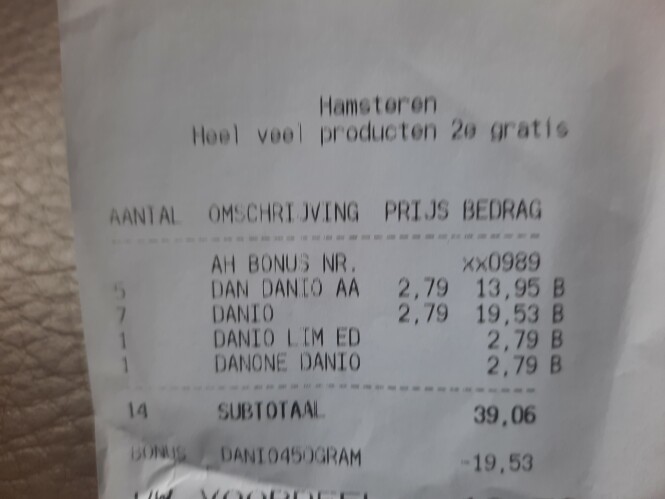 Hamsteren
Heel veel producten 2e gratis
AANTAL OMSCHRIJVING PRIJS BEDRAG
AH BONUS NR. xx0989
5 DAN DANIO AA 2,79 13,95 B
7 DANIO 2,79 19,53 B
1 DANIO LIM ED 2,79 B
1 DANONE DANIO 2,79 B
14 SUBTOTAAL 39,06
BONUS DANIO450GRAM -19,53
UW VOORDEEL